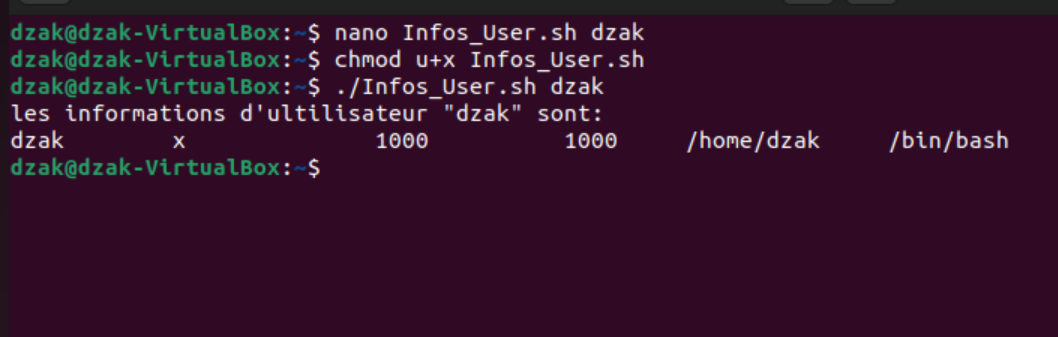 dzak@dzak-VirtualBox:~$ nano Infos_User.sh dzak
dzak@dzak-VirtualBox:~$ chmod u+x Infos_User.sh
dzak@dzak-VirtualBox:~$ ./Infos_User.sh dzak
les informations d'ultilisateur "dzak" sont:
dzak x 1000 1000 /home/dzak /bin/bash
dzak@dzak-VirtualBox:~$